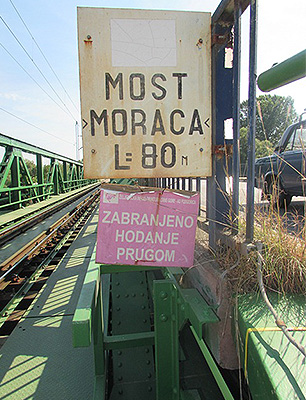 MOST
>MORACA<
L=80M
ZABRANJENO
HODANJE
PRUGOM